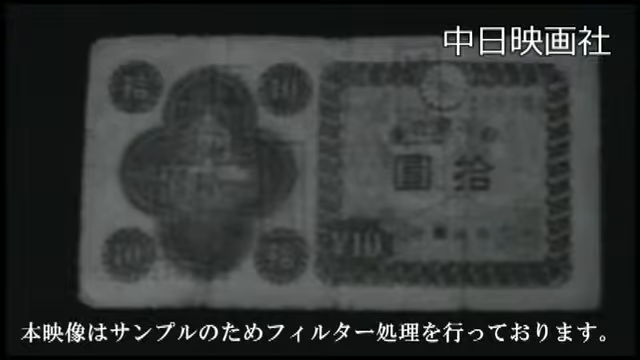 中日映画社
拾
10
圓拾
¥10
10
拾
本映像はサンプルのためフィルター処理を行っております。